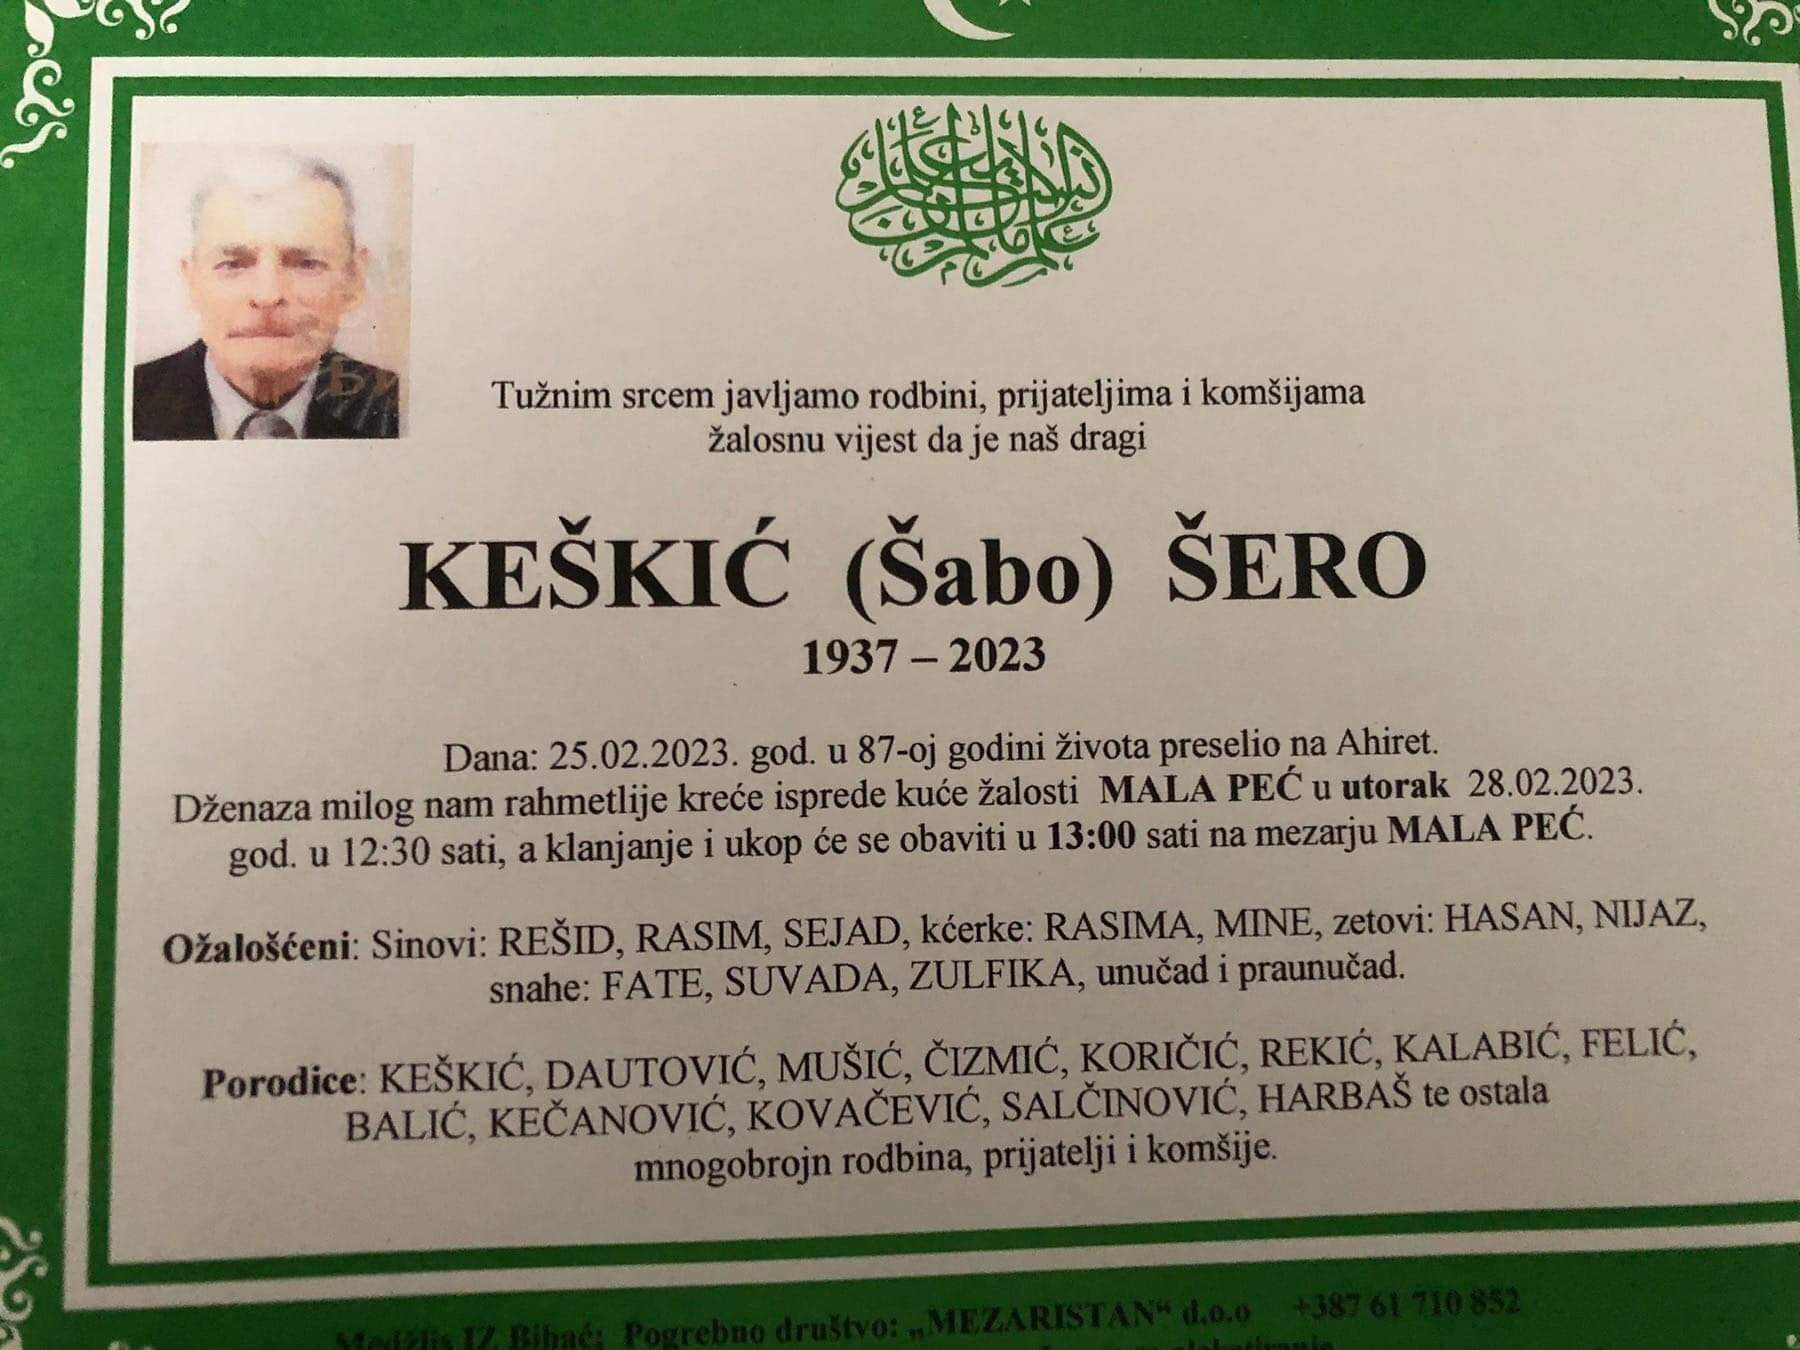 Tužnim srcem javljamo rodbini, prijateljima i komšijama
žalosnu vijest da je naš dragi
KEŠKIĆ (Šabo) ŠERO
1937 – 2023
Dana: 25.02.2023. god. u 87-oj godini života preselio na Ahiret.
Dženaza milog nam rahmetlije kreće isprede kuće žalosti MALA PEĆ u utorak 28.02.2023.
god. u 12:30 sati, a klanjanje i ukop će se obaviti u 13:00 sati na mezarju MALA PEĆ.
Ožalošćeni: Sinovi: REŠID, RASIM, SEJAD, kćerke: RASIMA, MINE, zetovi: HASAN, NIJAZ,
snahe: FATE, SUVADA, ZULFIKA, unučad i praunučad.
Porodice: KEŠKIĆ, DAUTOVIĆ, MUŠIĆ, ČIZMIĆ, KORIČIĆ, REKIĆ, KALABIĆ, FELIĆ,
BALIĆ, KEČANOVIĆ, KOVAČEVIĆ, SALČINOVIĆ, HARBAŠ te ostala
mnogobrojn rodbina, prijatelji i komšije.
Medžlis IZ Bihać; Pogrebno društvo: „MEZARISTAN“ d.o.o +387 61 710 852